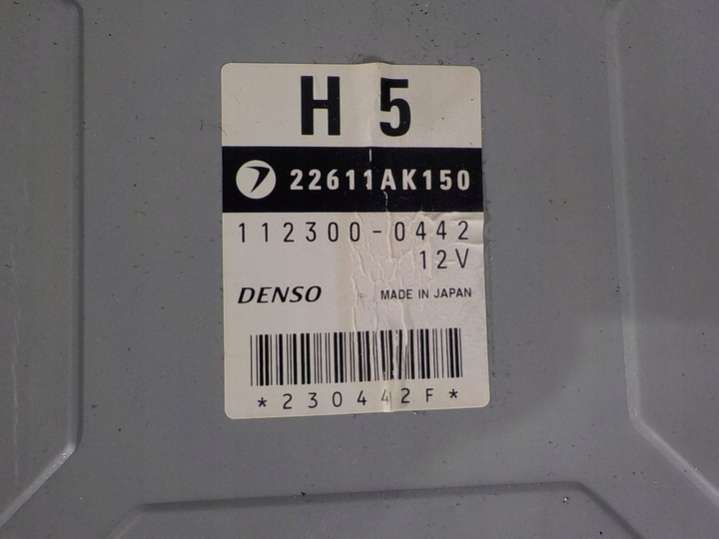 H 5
22611AK150
112300-0442
12V
DENSO MADE IN JAPAN
*230442F*